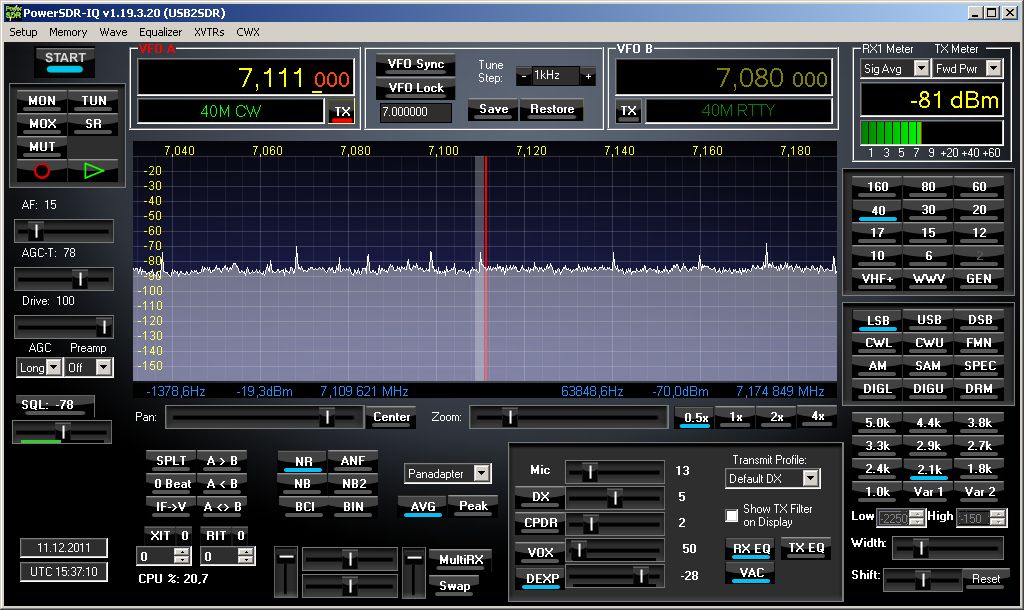 PowerSDR-IQ v1.19.3.20 (USB2SDR)
Setup Memory Wave Equalizer XVTRs CWX
START
MON TUN
MOX SR
MUT
AF: 15
AGC-T: 78
Drive: 100
AGC Preamp
Long Off
SQL: -78
VFO A
7,111 000
40M CW TX
VFO Sync
VFO Lock
7.000000
Tune
Step: - 1kHz +
Save Restore
VFO B
7,080 000
TX 40M RTTY
RX1 Meter TX Meter
Sig Avg Fwd Pwr
-81 dBm
1 3 5 7 9 +20 +40 +60
7,040 7,060 7,080 7,100 7,120 7,140 7,160 7,180
-20
-30
-40
-50
-60
-70
-80
-90
-100
-110
-120
-130
-140
-150
-1378,6Hz -19,3dBm 7,109 621 MHz 63848,6Hz -70,0dBm 7,174 849 MHz
Pan: Center Zoom: 0.5x 1x 2x 4x
160 80 60
40 30 20
17 15 12
10 6 2
VHF+ WWV GEN
LSB USB DSB
CWL CWU FMN
AM SAM SPEC
DIGL DIGU DRM
5.0k 4.4k 3.8k
3.3k 2.9k 2.7k
2.4k 2.1k 1.8k
1.0k Var 1 Var 2
Low -2250 High -150
Width:
Shift: Reset
SPLT A > B
0 Beat A < B
IF->V A <> B
XIT 0 RIT 0
0 0
CPU %: 20,7
NR ANF
NB NB2
BCI BIN
Panadapter
AVG Peak
MultiRX
Swap
Mic 13
DX 5
CPDR 2
VOX 50
DEXP -28
Transmit Profile:
Default DX
Show TX Filter
on Display
RX EQ TX EQ
VAC
11.12.2011
UTC 15:37:10